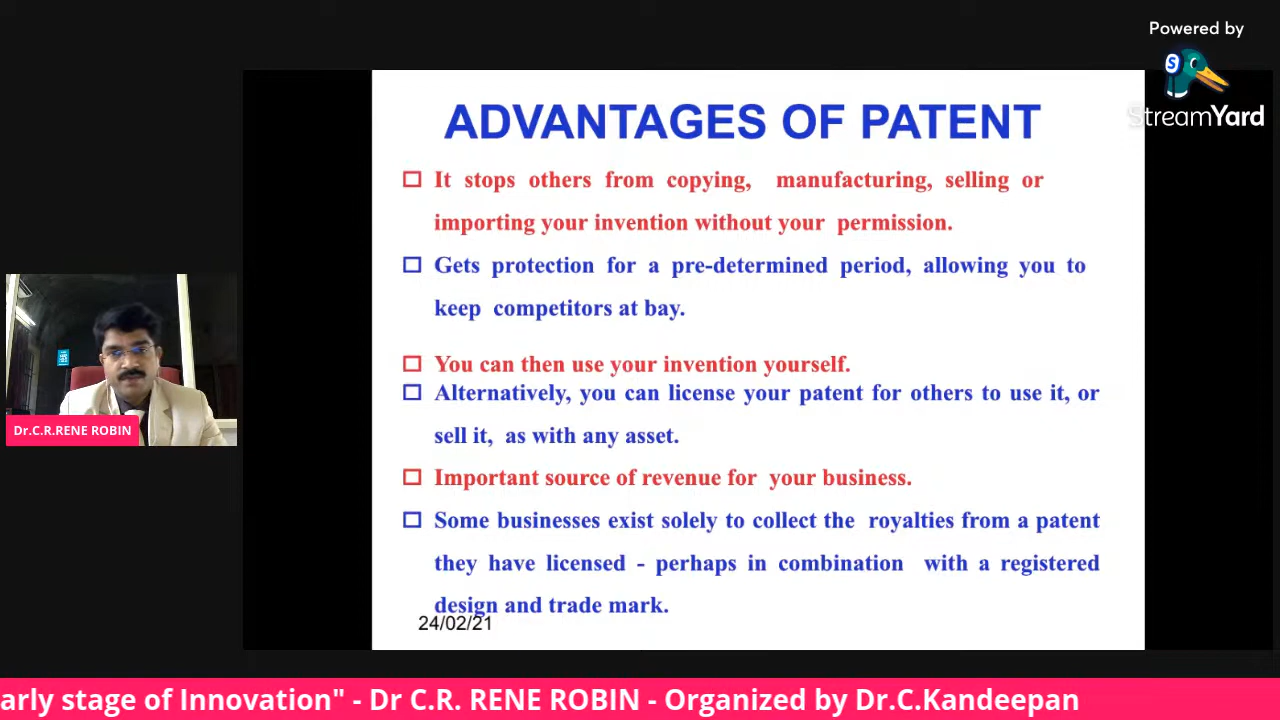 Powered by
S
StreamYard
ADVANTAGES OF PATENT
It stops others from copying, manufacturing, selling or
importing your invention without your permission.
Gets protection for a pre-determined period, allowing you to
keep competitors at bay.
You can then use your invention yourself.
Alternatively, you can license your patent for others to use it, or
sell it, as with any asset.
Important source of revenue for your business.
Some businesses exist solely to collect the royalties from a patent
they have licensed - perhaps in combination with a registered
design and trade mark.
24/02/21
Dr.C.R.RENE ROBIN
arly stage of Innovation" - Dr C.R. RENE ROBIN - Organized by Dr.C.Kandeepan